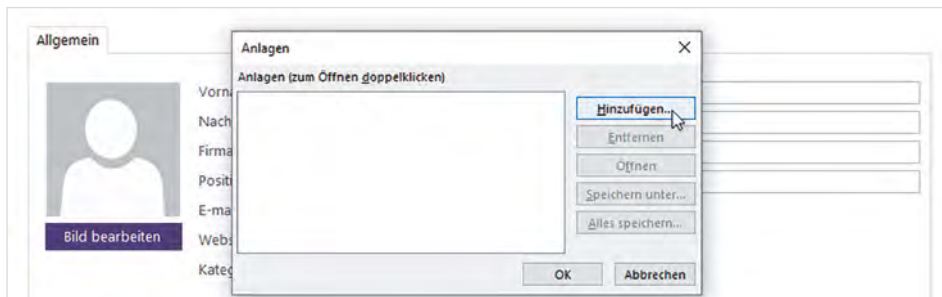 Allgemein
Anlagen
Anlagen (zum Öffnen doppelklicken)
Vorna
Nach
Firma
Positi
E-ma
Webs
Kateg
Bild bearbeiten
Hinzufügen...
Entfernen
Öffnen
Speichern unter...
Alles speichern...
OK
Abbrechen